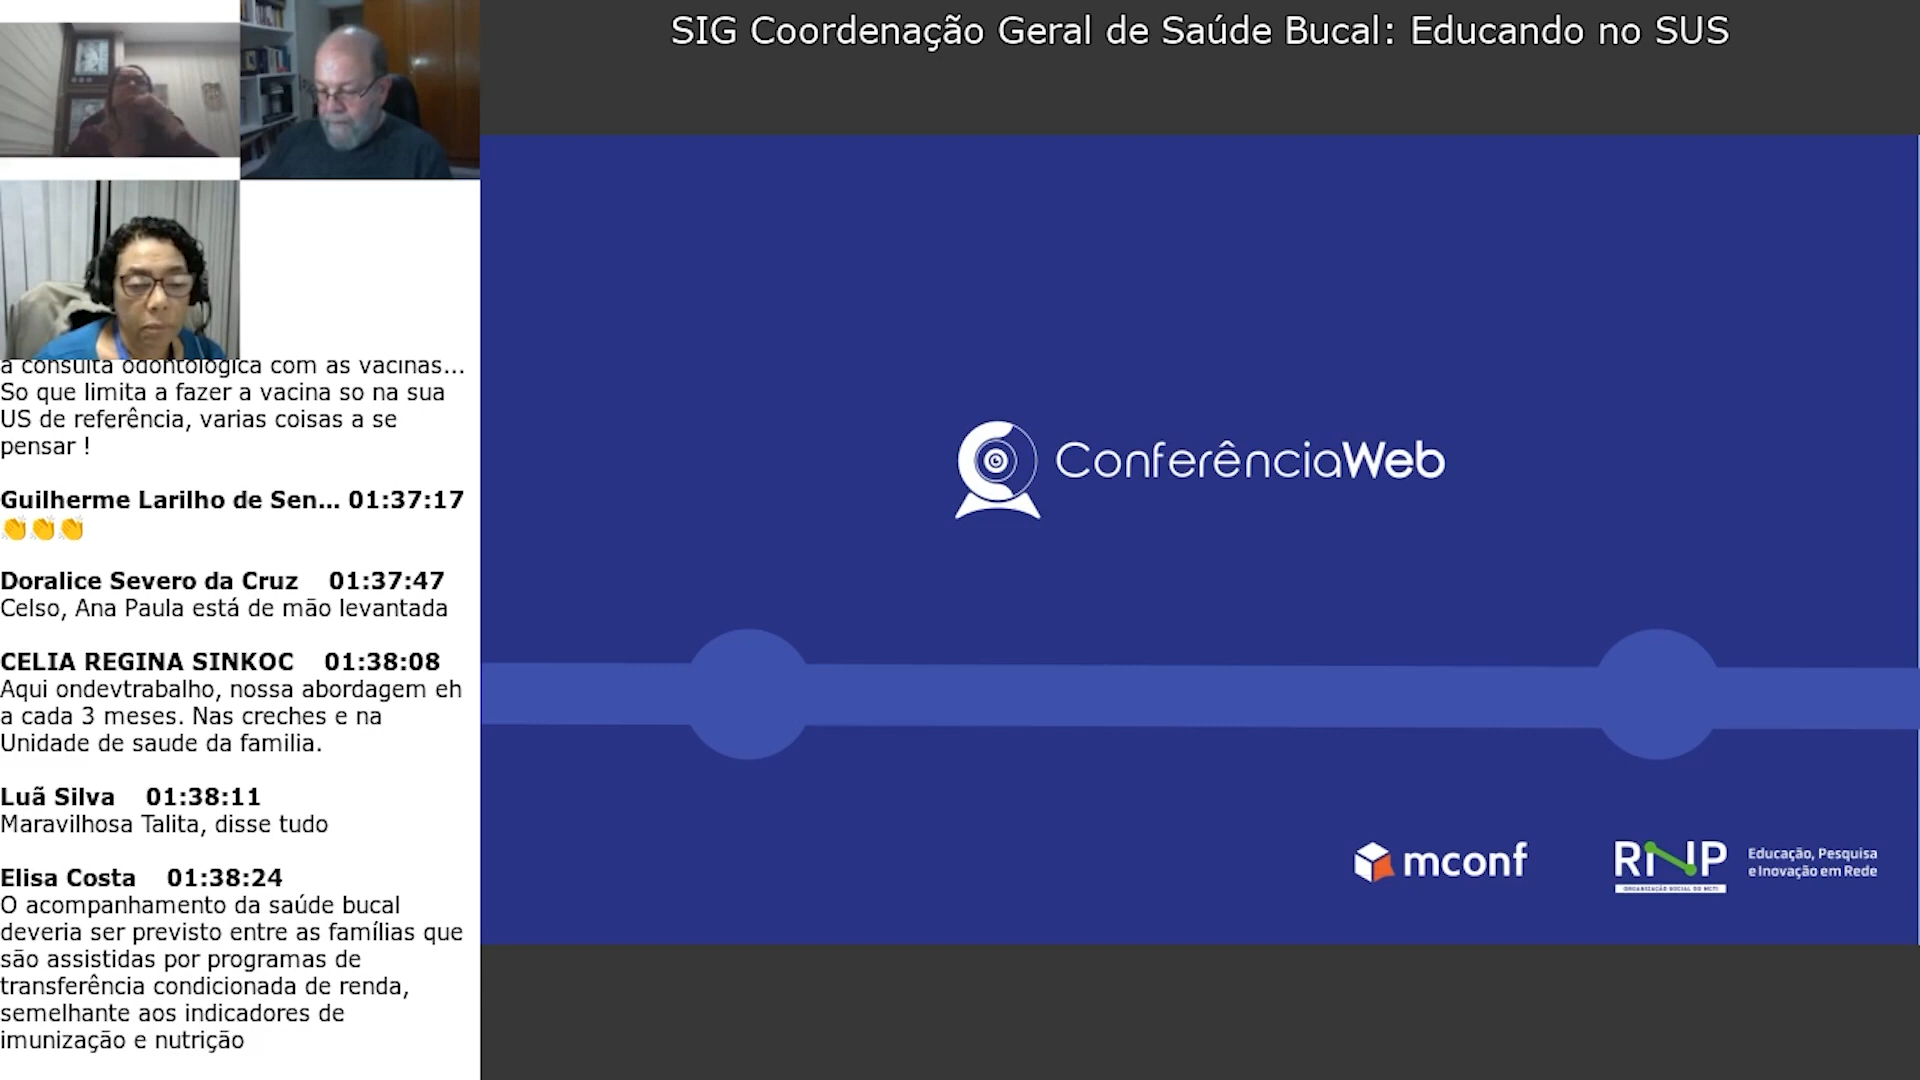 SIG Coordenação Geral de Saúde Bucal: Educando no SUS
a consulta odontologica com as vacinas...
So que limita a fazer a vacina so na sua
US de referência, varias coisas a se
pensar !
Guilherme Larilho de Sen... 01:37:17
👏👏👏
Doralice Severo da Cruz 01:37:47
Celso, Ana Paula está de mão levantada
CELIA REGINA SINKOC 01:38:08
Aqui ondevtrabalho, nossa abordagem eh
a cada 3 meses. Nas creches e na
Unidade de saude da familia.
Luã Silva 01:38:11
Maravilhosa Talita, disse tudo
Elisa Costa 01:38:24
O acompanhamento da saúde bucal
deveria ser previsto entre as famílias que
são assistidas por programas de
transferência condicionada de renda,
semelhante aos indicadores de
imunização e nutrição
ConferênciaWeb
mconf
RNP
ORGANIZAÇÃO SOCIAL DO MCTI
Educação, Pesquisa
e Inovação em Rede